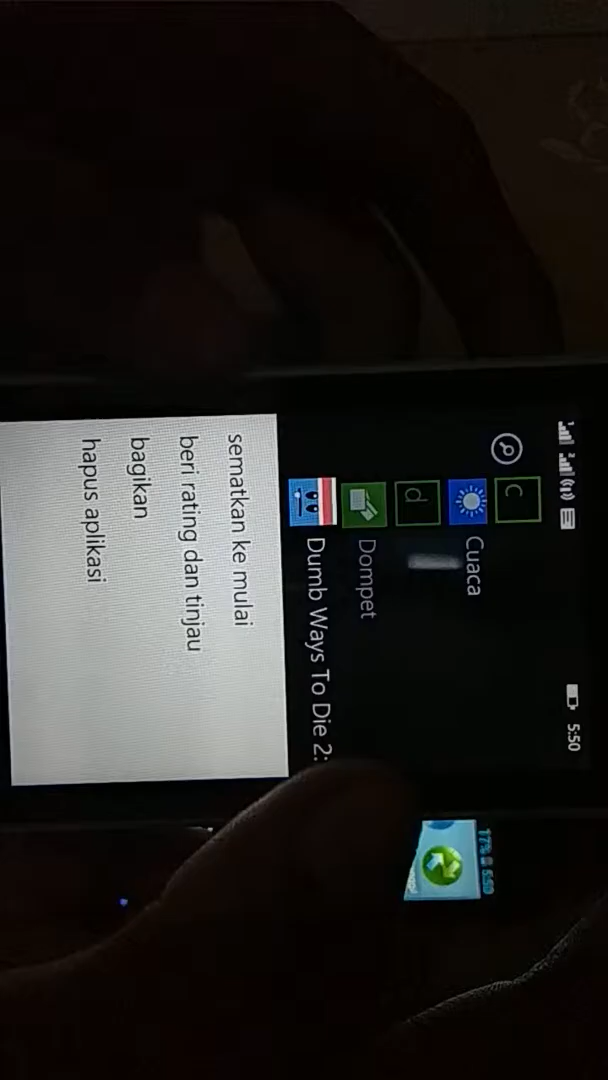 5:50
c
Cuaca
d
Dompet
Dumb Ways To Die 2:
sematkan ke mulai
beri rating dan tinjau
bagikan
hapus aplikasi
17%